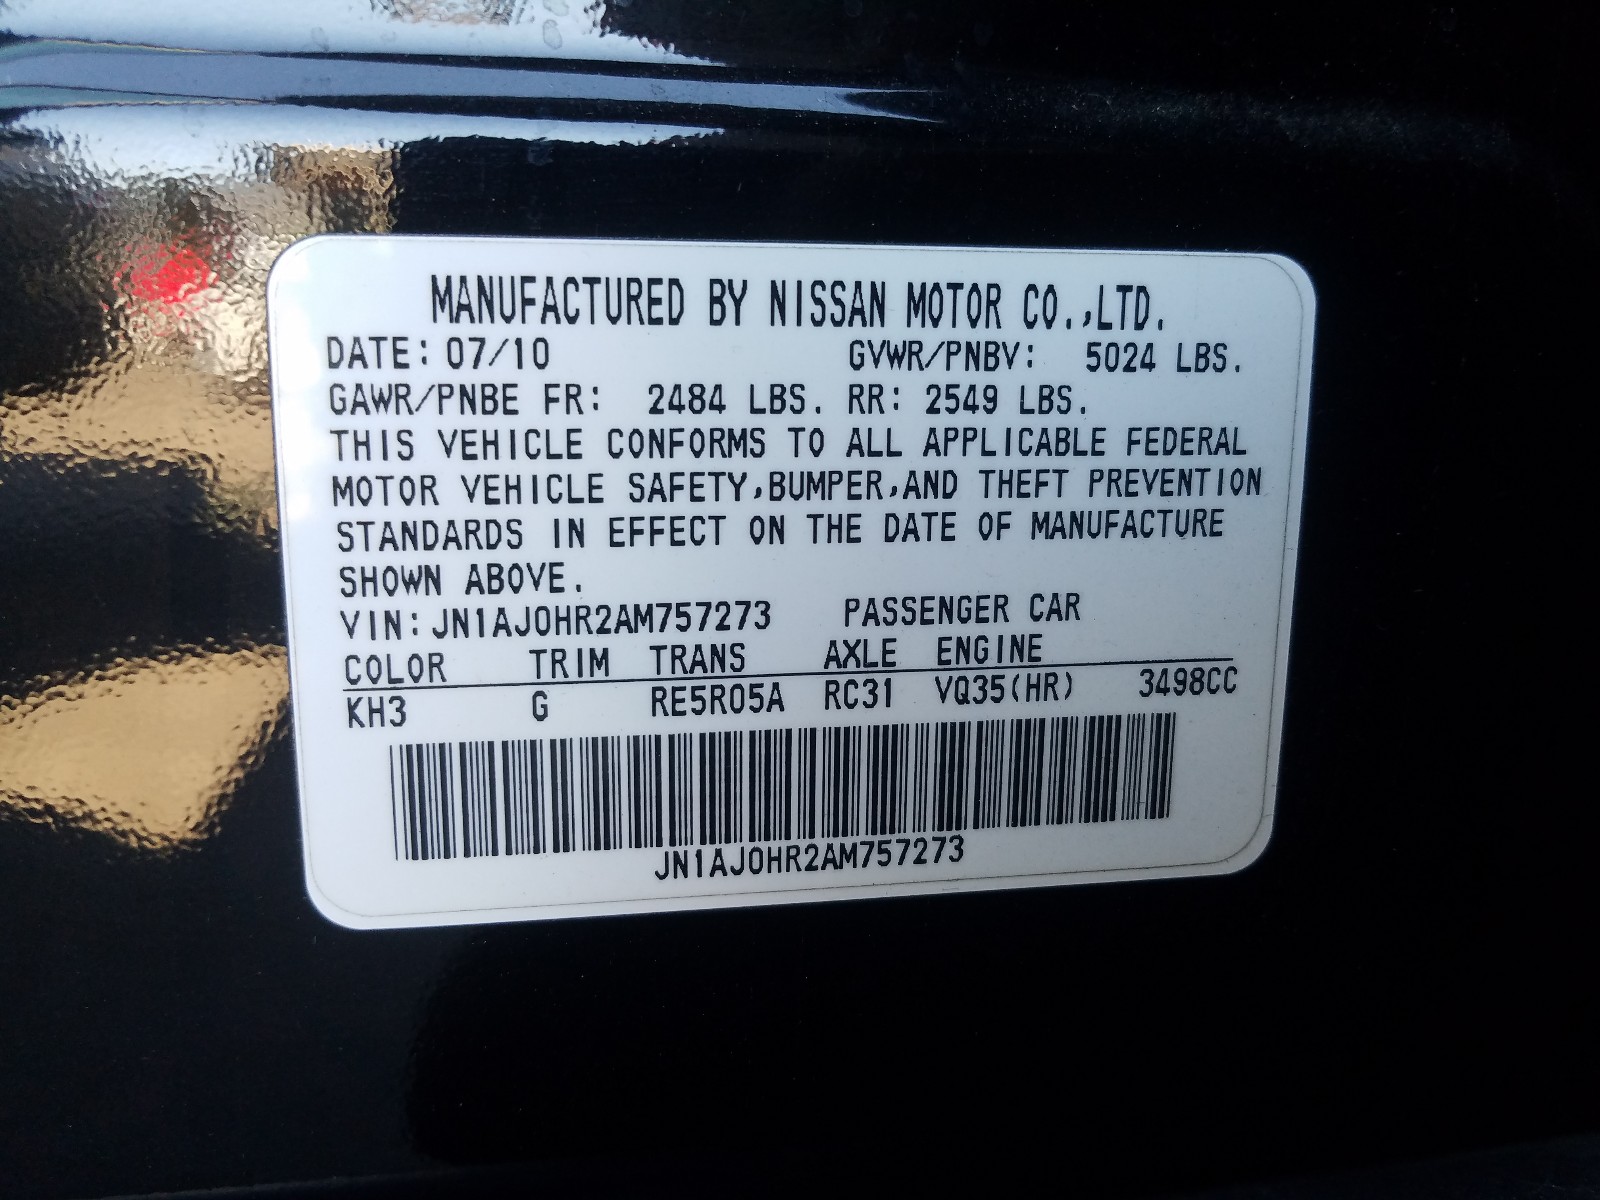 MANUFACTURED BY NISSAN MOTOR CO.,LTD.
DATE: 07/10 GVWR/PNBV: 5024 LBS.
GAWR/PNBE FR: 2484 LBS. RR: 2549 LBS.
THIS VEHICLE CONFORMS TO ALL APPLICABLE FEDERAL
MOTOR VEHICLE SAFETY,BUMPER,AND THEFT PREVENTION
STANDARDS IN EFFECT ON THE DATE OF MANUFACTURE
SHOWN ABOVE.
VIN:JN1AJ0HR2AM757273 PASSENGER CAR
COLOR TRIM TRANS AXLE ENGINE
KH3 G RE5R05A RC31 VQ35(HR) 3498CC
JN1AJ0HR2AM757273